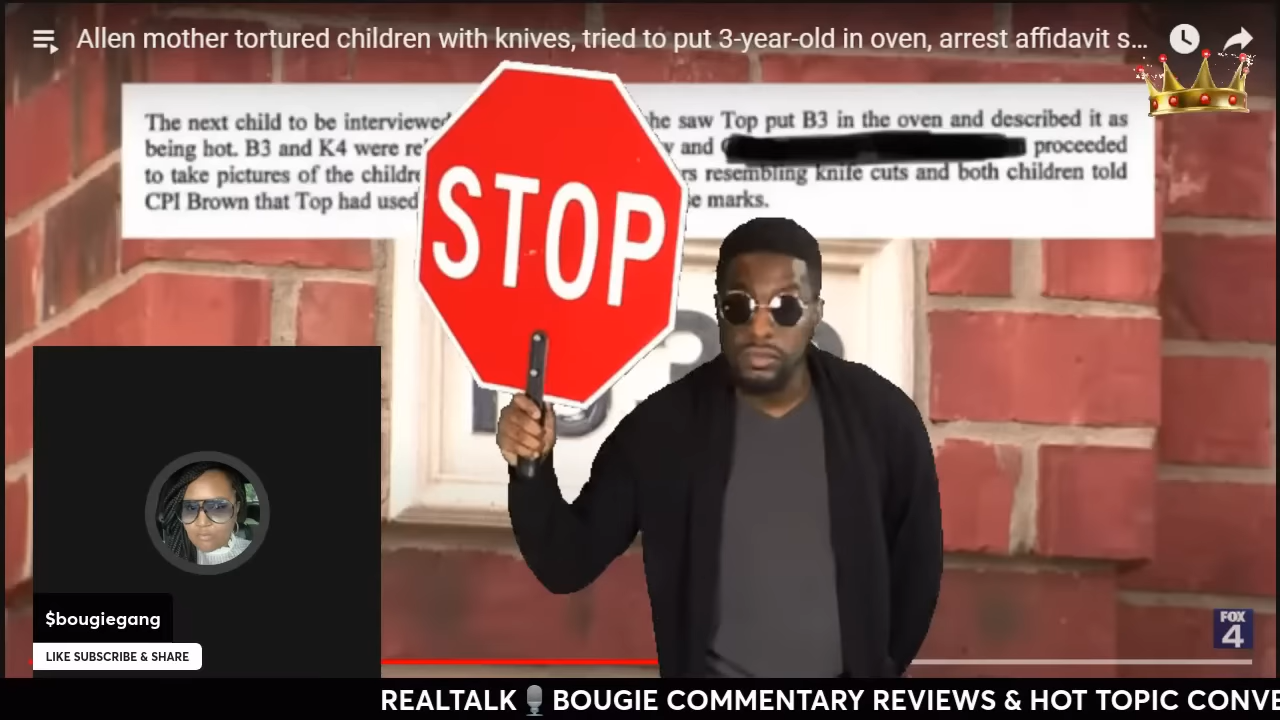 Allen mother tortured children with knives, tried to put 3-year-old in oven, arrest affidavit s...
The next child to be interviewed he saw Top put B3 in the oven and described it as
being hot. B3 and K4 were and proceeded
to take pictures of the resembling knife cuts and both children told
CPI Brown that Top had used marks.
STOP
$bougiegang
LIKE SUBSCRIBE & SHARE
FOX
4
REALTALK🎙️BOUGIE COMMENTARY REVIEWS & HOT TOPIC CONVE